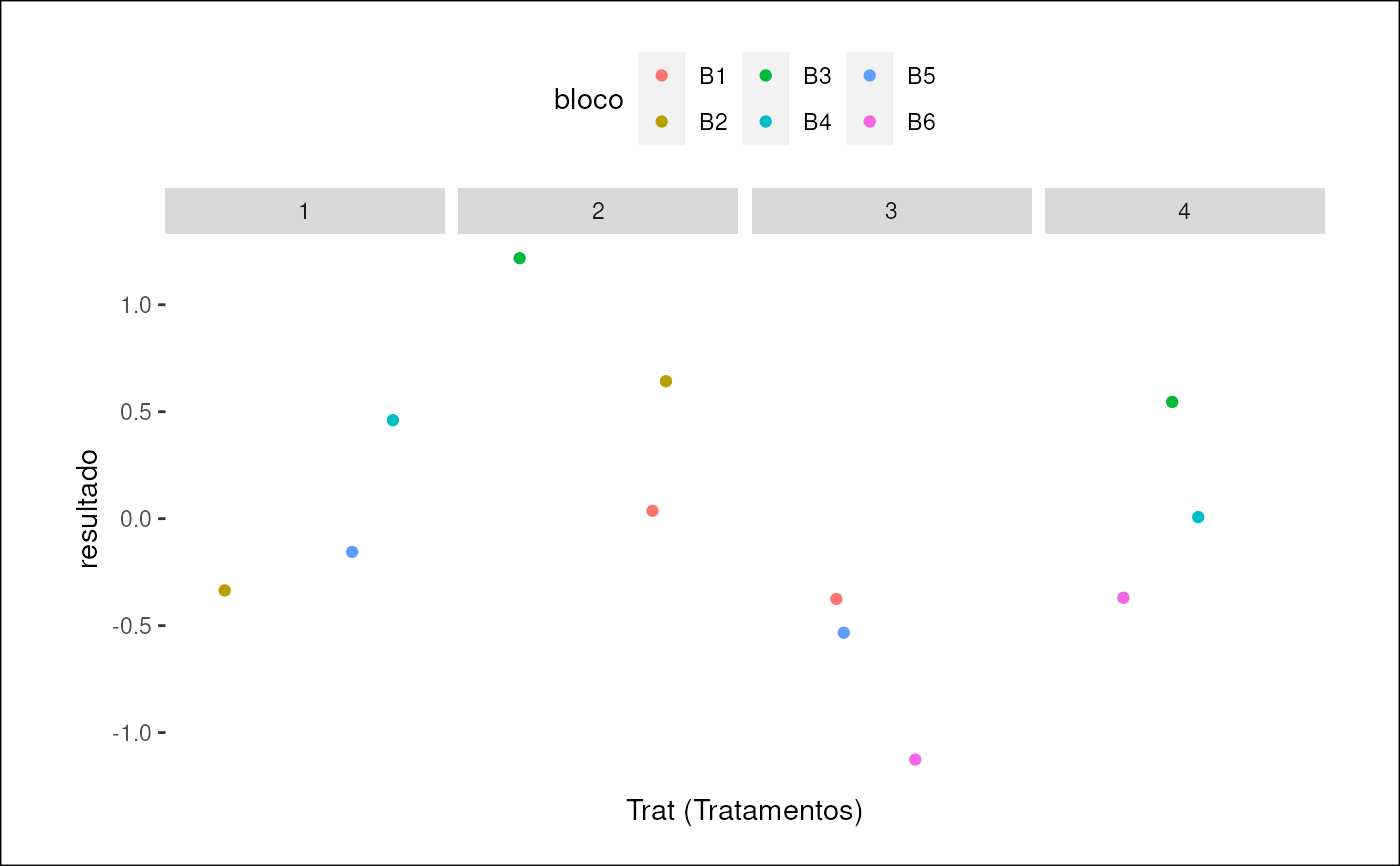 bloco
B1 B3 B5
B2 B4 B6
1 2 3 4
1.0
0.5
0.0
-0.5
-1.0
resultado
Trat (Tratamentos)